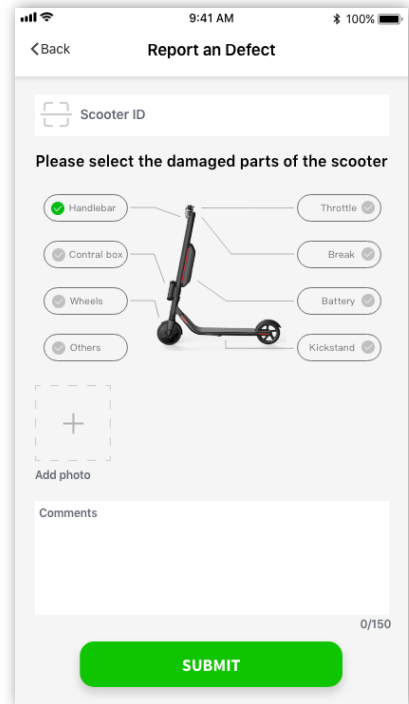 9:41 AM
100%
Back
Report an Defect
Scooter ID
Please select the damaged parts of the scooter
Handlebar
Throttle
Contral box
Break
Wheels
Battery
Others
Kickstand
Add photo
Comments
0/150
SUBMIT